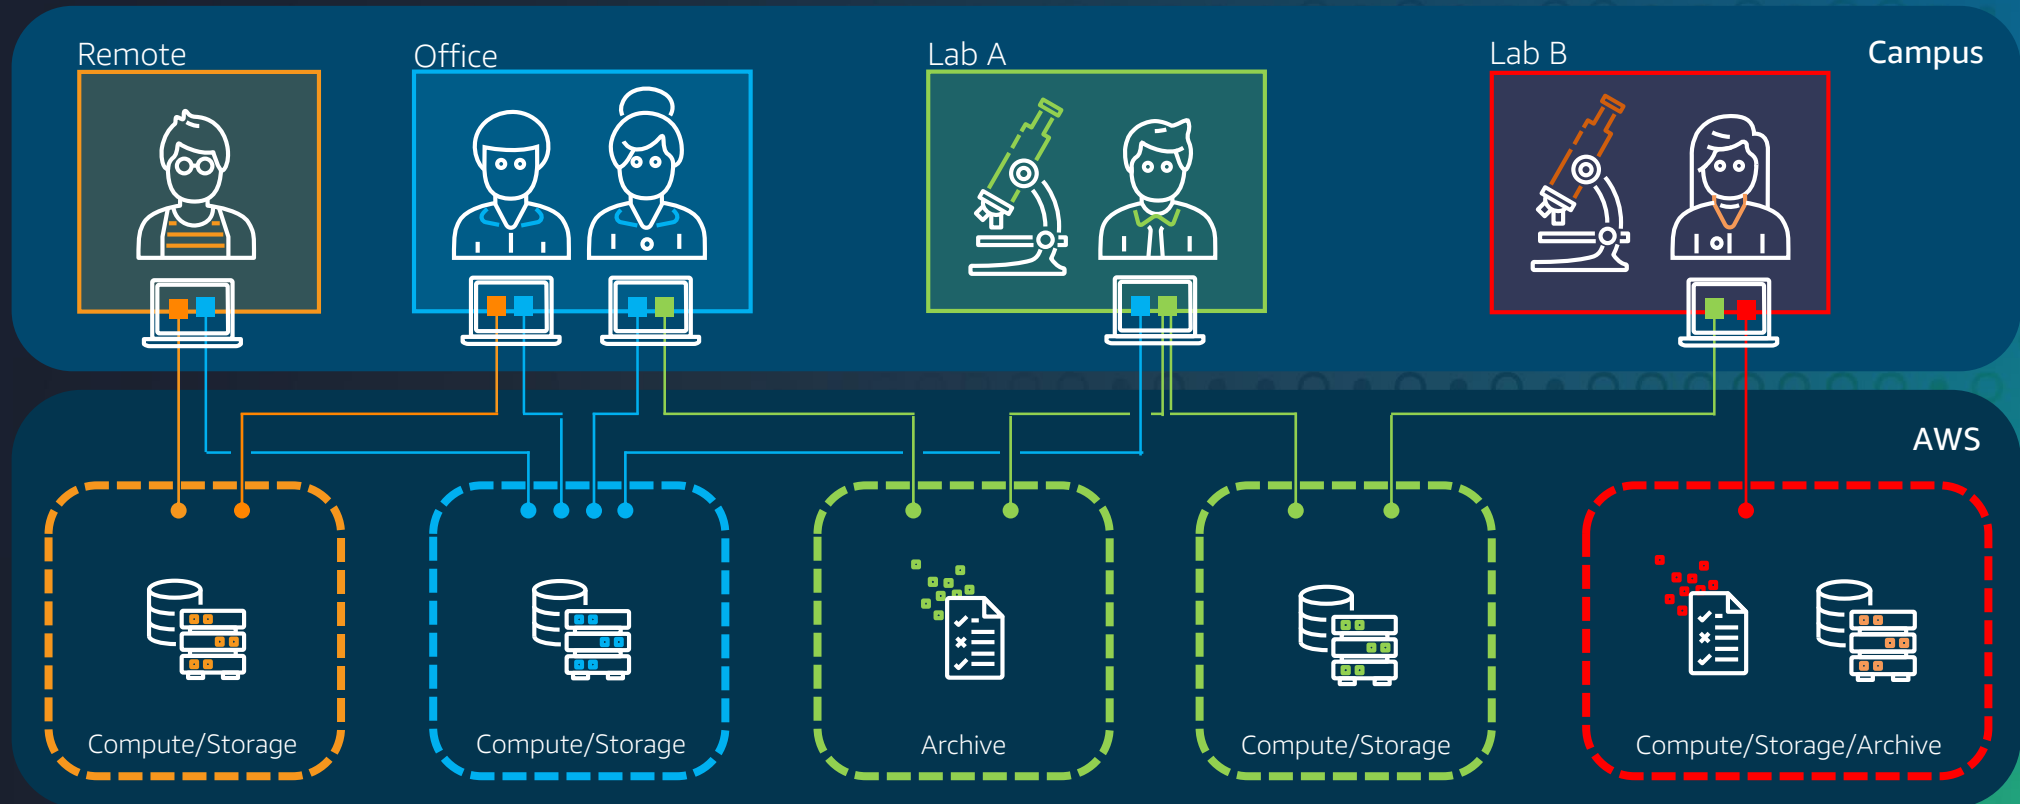 Remote
Office
Lab A
Lab B
Campus
AWS
Compute/Storage
Compute/Storage
Archive
Compute/Storage
Compute/Storage/Archive